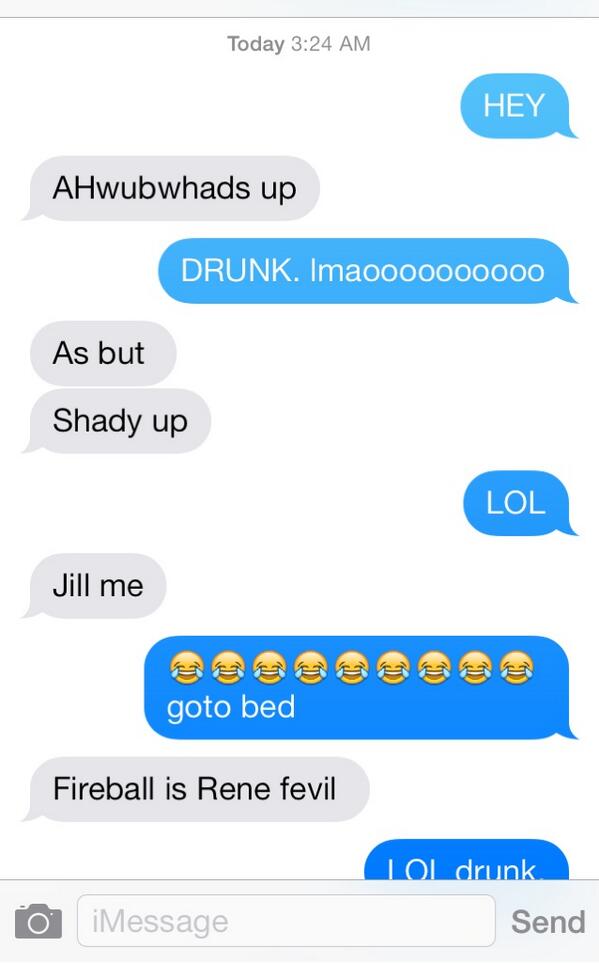 Today 3:24 AM
HEY
AHwubwhads up
DRUNK. lmaoooooooooo
As but
Shady up
LOL
Jill me
😂😂😂😂😂😂😂😂😂
goto bed
Fireball is Rene fevil
LOL drunk.
iMessage
Send